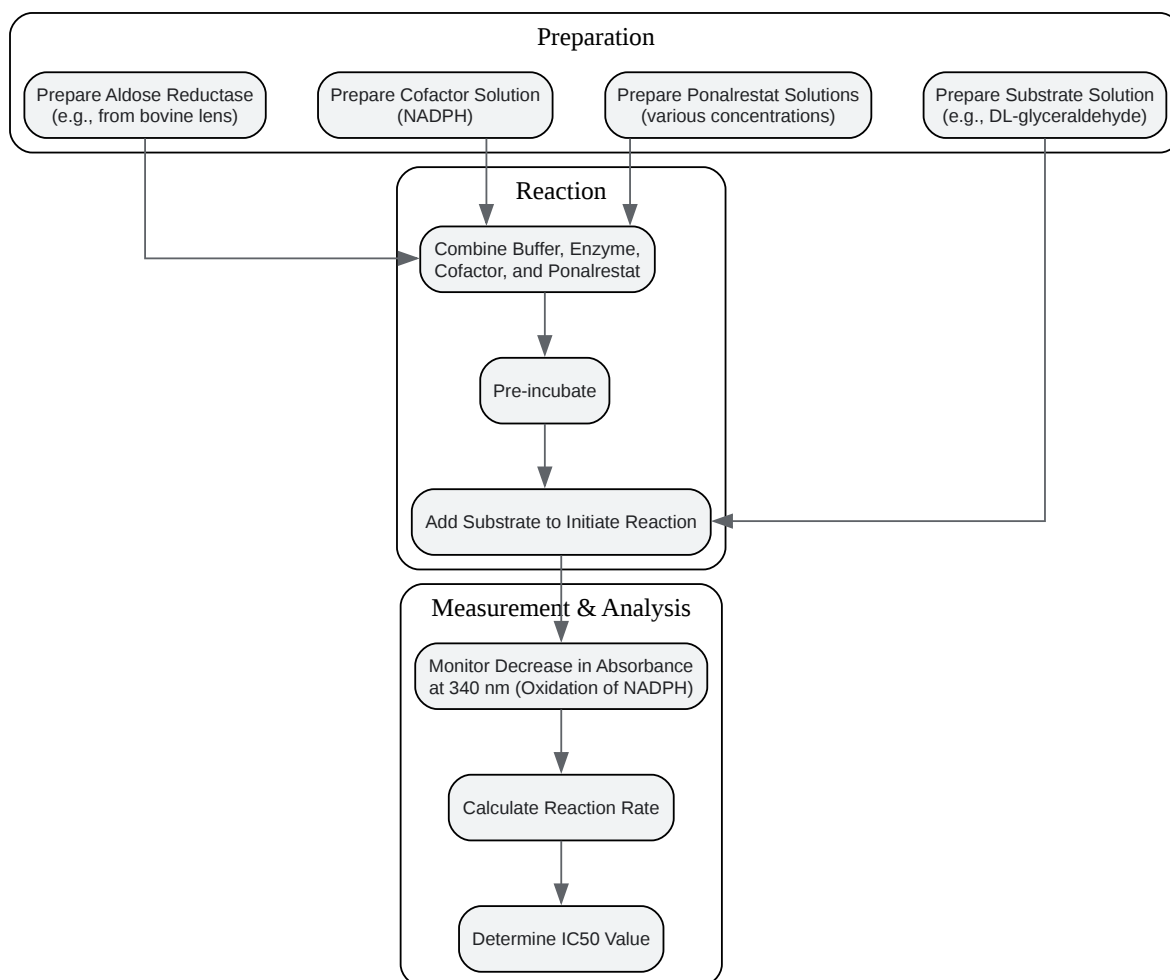 Preparation
Prepare Aldose Reductase
(e.g., from bovine lens)
Prepare Cofactor Solution
(NADPH)
Prepare Ponalrestat Solutions
(various concentrations)
Prepare Substrate Solution
(e.g., DL-glyceraldehyde)
Reaction
Combine Buffer, Enzyme,
Cofactor, and Ponalrestat
Pre-incubate
Add Substrate to Initiate Reaction
Measurement & Analysis
Monitor Decrease in Absorbance
at 340 nm (Oxidation of NADPH)
Calculate Reaction Rate
Determine IC50 Value